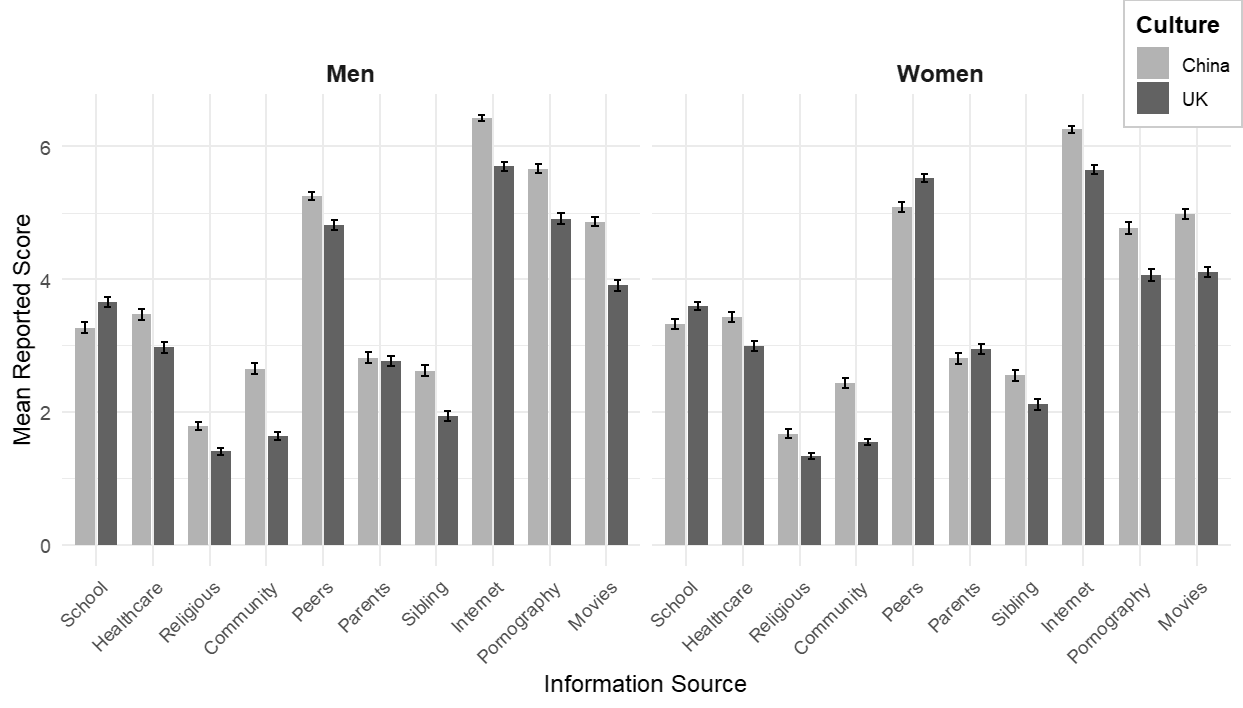 Culture
China
UK
Men
Women
Mean Reported Score
6
4
2
0
School
Healthcare
Religious
Community
Peers
Parents
Sibling
Internet
Pornography
Movies
School
Healthcare
Religious
Community
Peers
Parents
Sibling
Internet
Pornography
Movies
Information Source